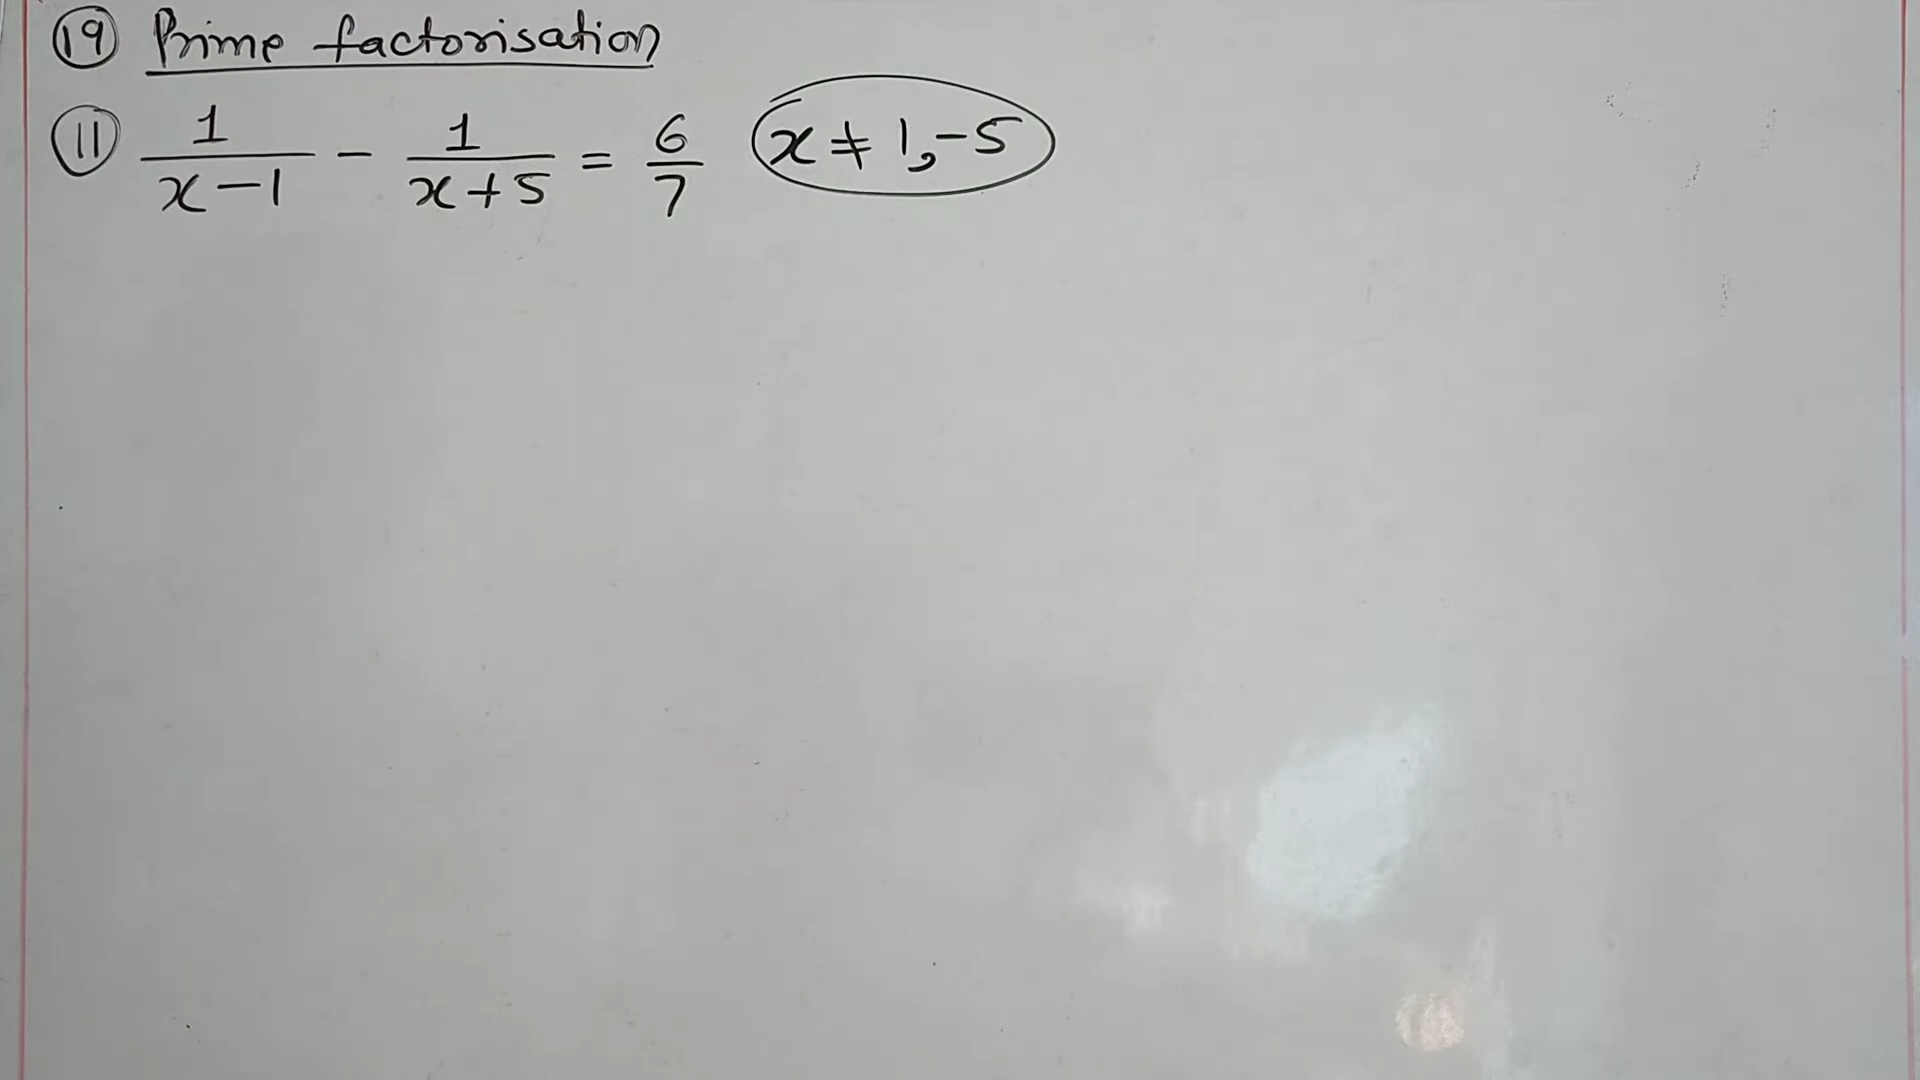 ⑲ Prime factorisation
⑪ 1/(x-1) - 1/(x+5) = 6/7 x ≠ 1, -5